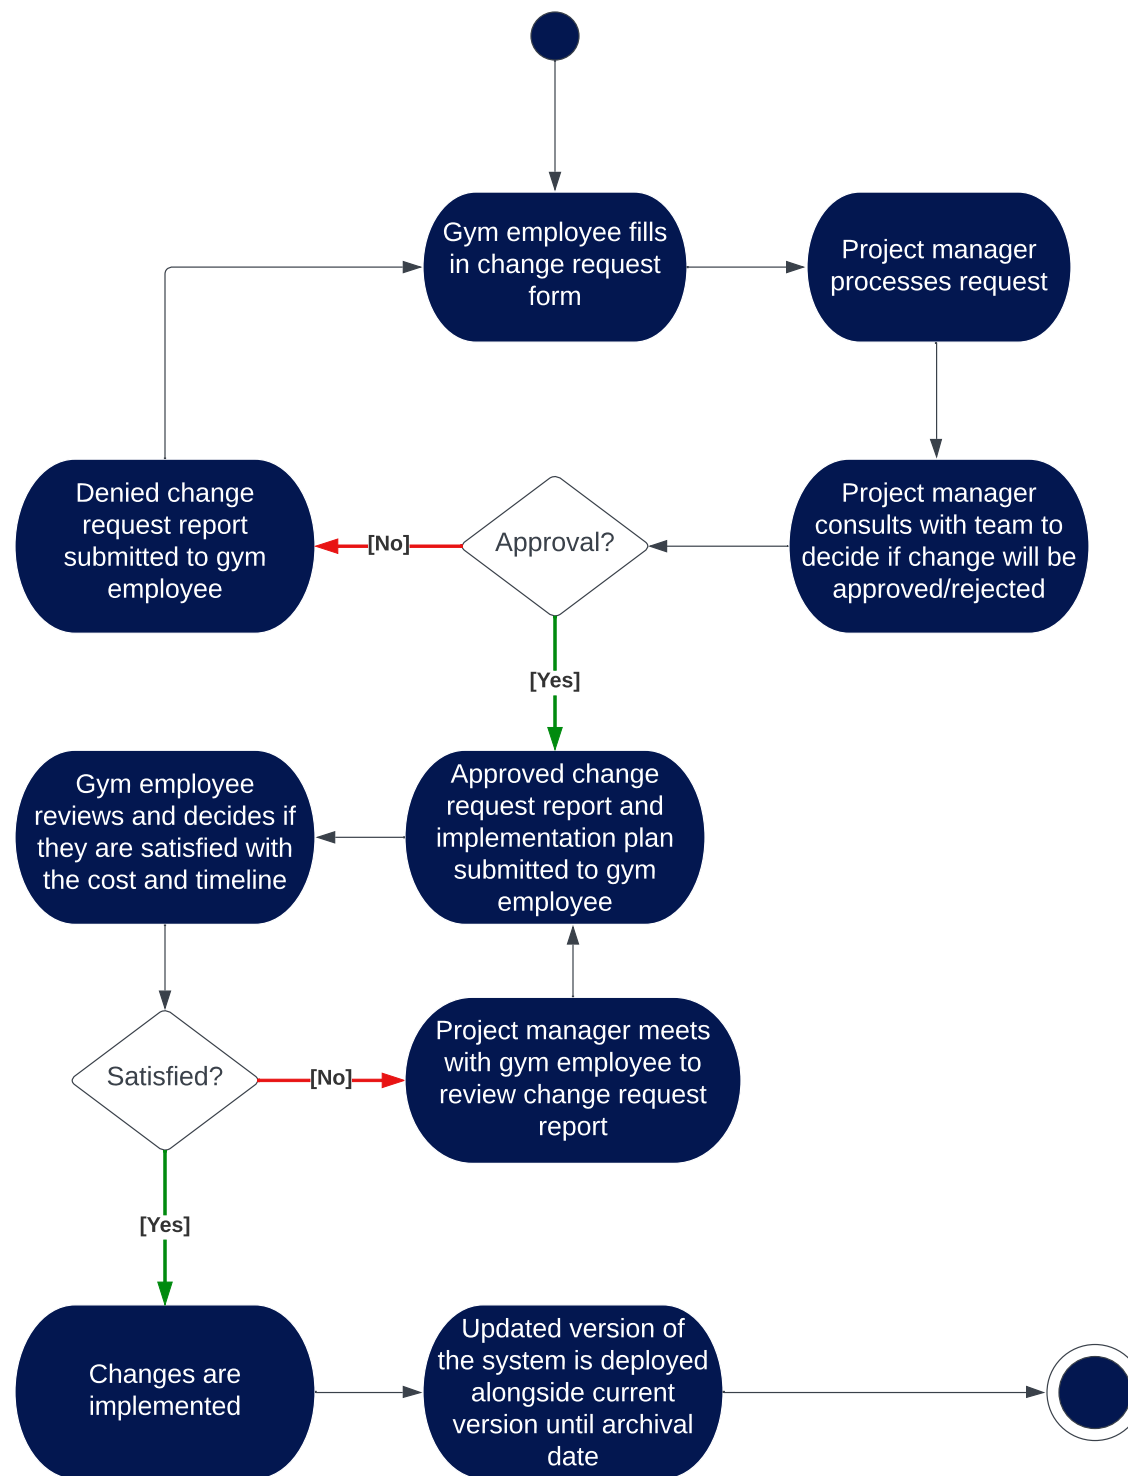 Gym employee fills
in change request
form
Project manager
processes request
Denied change
request report
submitted to gym
employee
[No]
Approval?
Project manager
consults with team to
decide if change will be
approved/rejected
[Yes]
Gym employee
reviews and decides if
they are satisfied with
the cost and timeline
Approved change
request report and
implementation plan
submitted to gym
employee
Satisfied?
[No]
Project manager meets
with gym employee to
review change request
report
[Yes]
Changes are
implemented
Updated version of
the system is deployed
alongside current
version until archival
date